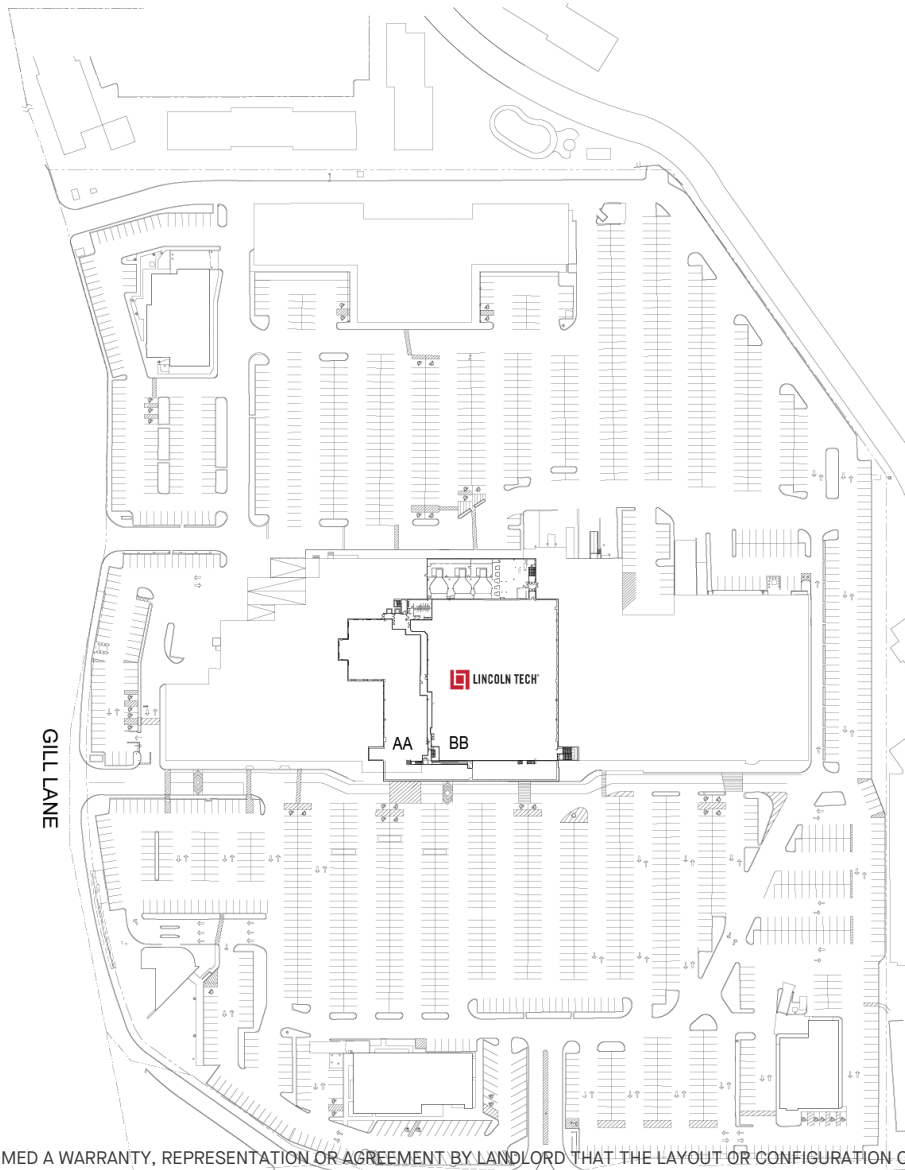 LINCOLN TECH
AA
BB
GILL LANE
MED A WARRANTY, REPRESENTATION OR AGREEMENT BY LANDLORD THAT THE LAYOUT OR CONFIGURATION O